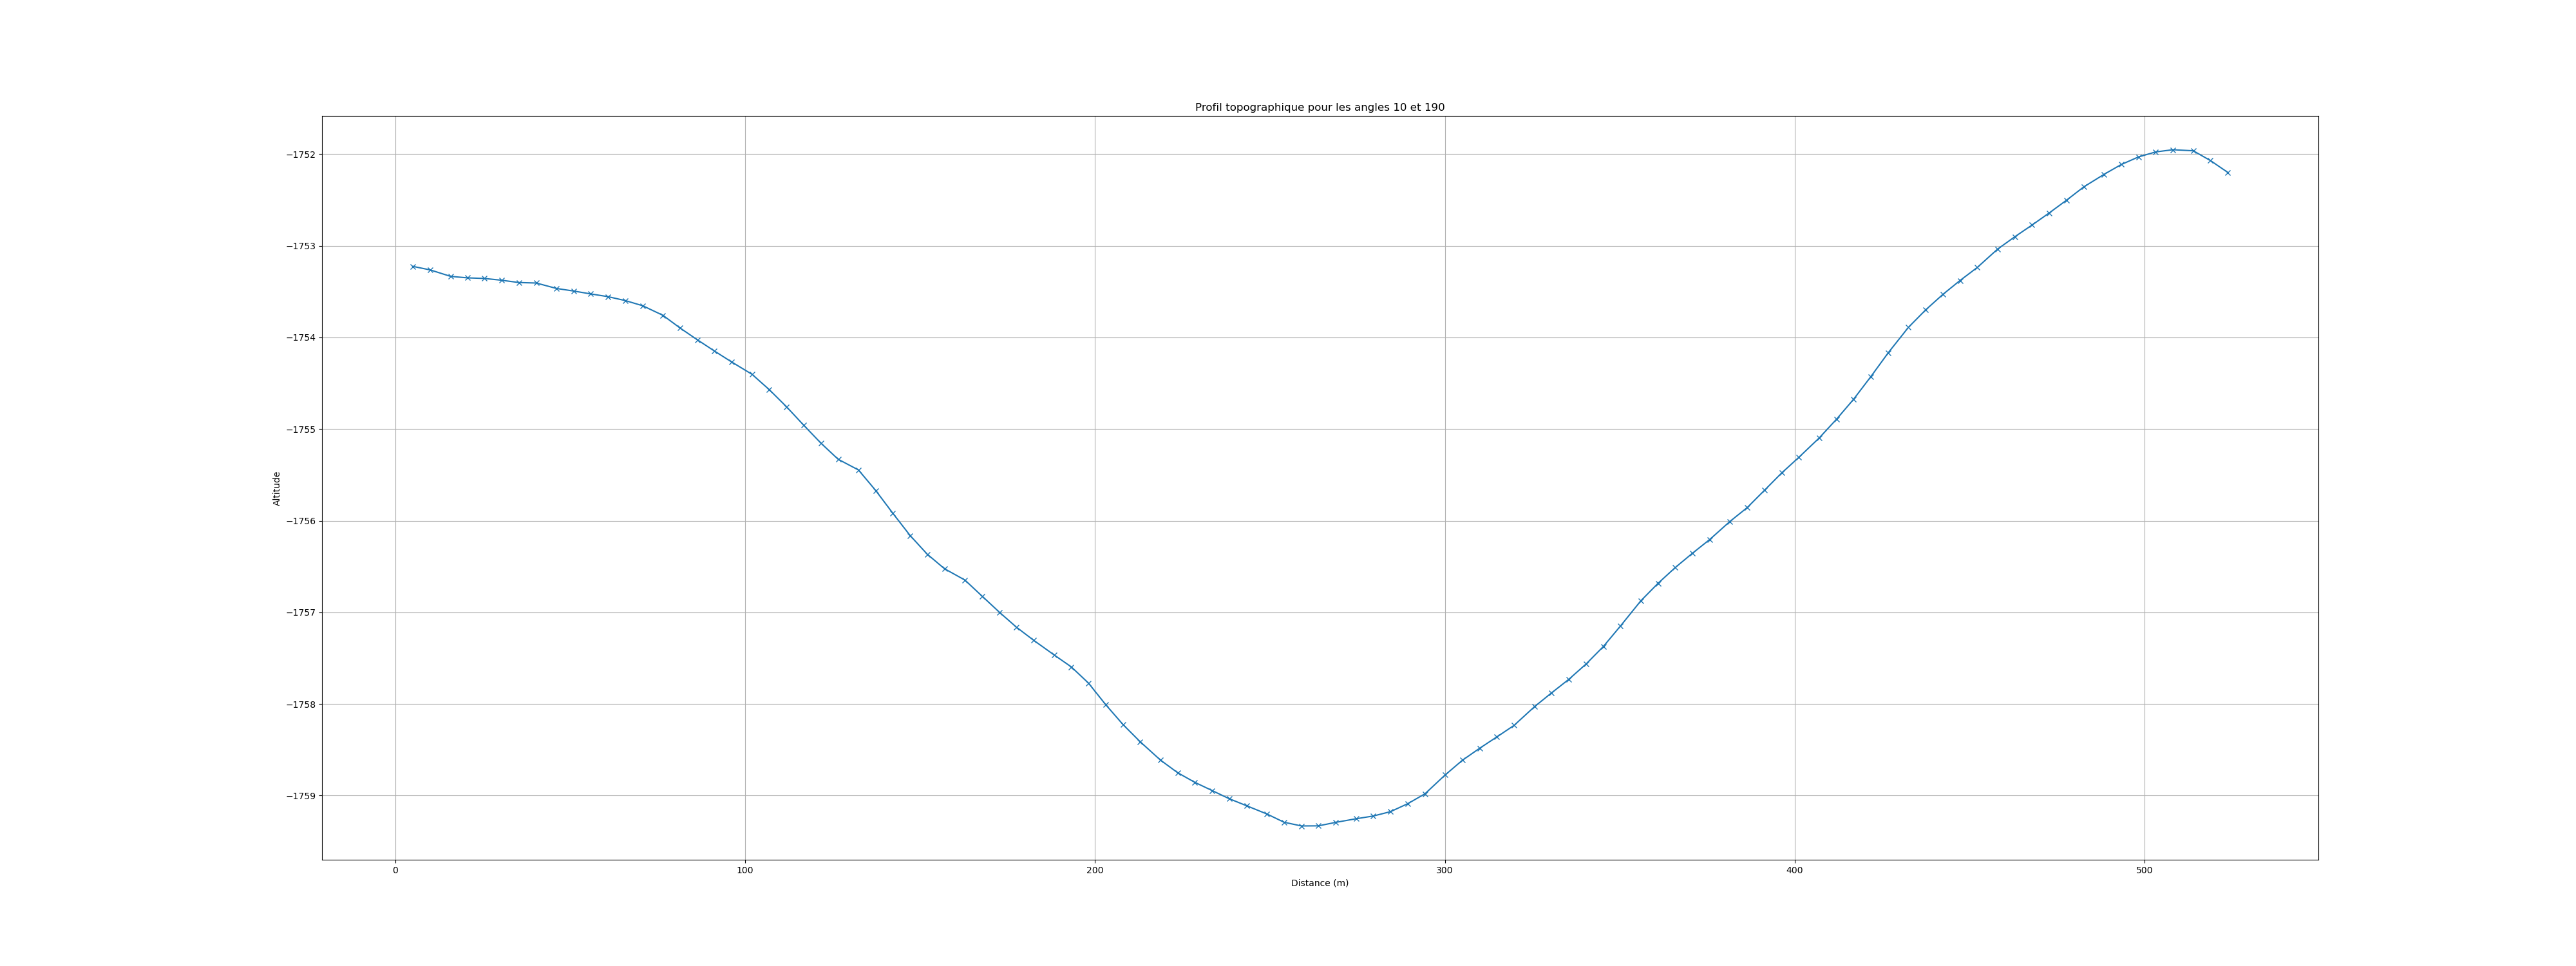 Profil topographique pour les angles 10 et 190
Altitude
−1752
−1753
−1754
−1755
−1756
−1757
−1758
−1759
0 100 200 300 400 500
Distance (m)